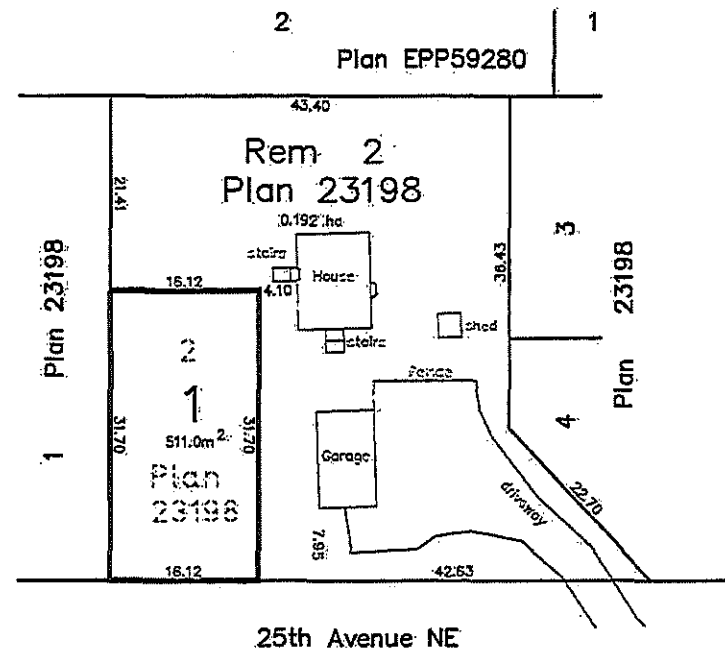 2
1
Plan EPP59280
43.40
Rem 2
Plan 23198
0.192 ha
21.41
stairs
House
16.12
4.10
36.43
3
Plan 23198
shed
stairs
Plan 23198
2
1
511.0m²
31.70
31.70
Plan
23198
1
fence
Garage
4
driveway
22.70
7.95
16.12
42.63
25th Avenue NE